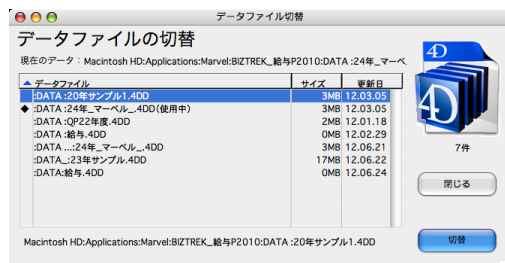 データファイル切替
データファイルの切替
現在のデータ：Macintosh HD:Applications:Marvel:BIZTREK_給与P2010:DATA :24年_マーベ.
データファイル サイズ 更新日
:DATA :20年サンプル1.4DD 3MB 12.03.05
◆ :DATA :24年_マーベル_.4DD(使用中) 3MB 12.03.05
:DATA :QP22年度.4DD 2MB 12.01.18
:DATA :給与.4DD 0MB 12.02.29
:DATA ...:24年_マーベル_.4DD 3MB 12.06.21
:DATA_:23年サンプル.4DD 17MB 12.06.22
:DATA:給与.4DD 0MB 12.06.24
4D
4D
7件
閉じる
切替
Macintosh HD:Applications:Marvel:BIZTREK_給与P2010:DATA :20年サンプル1.4DD